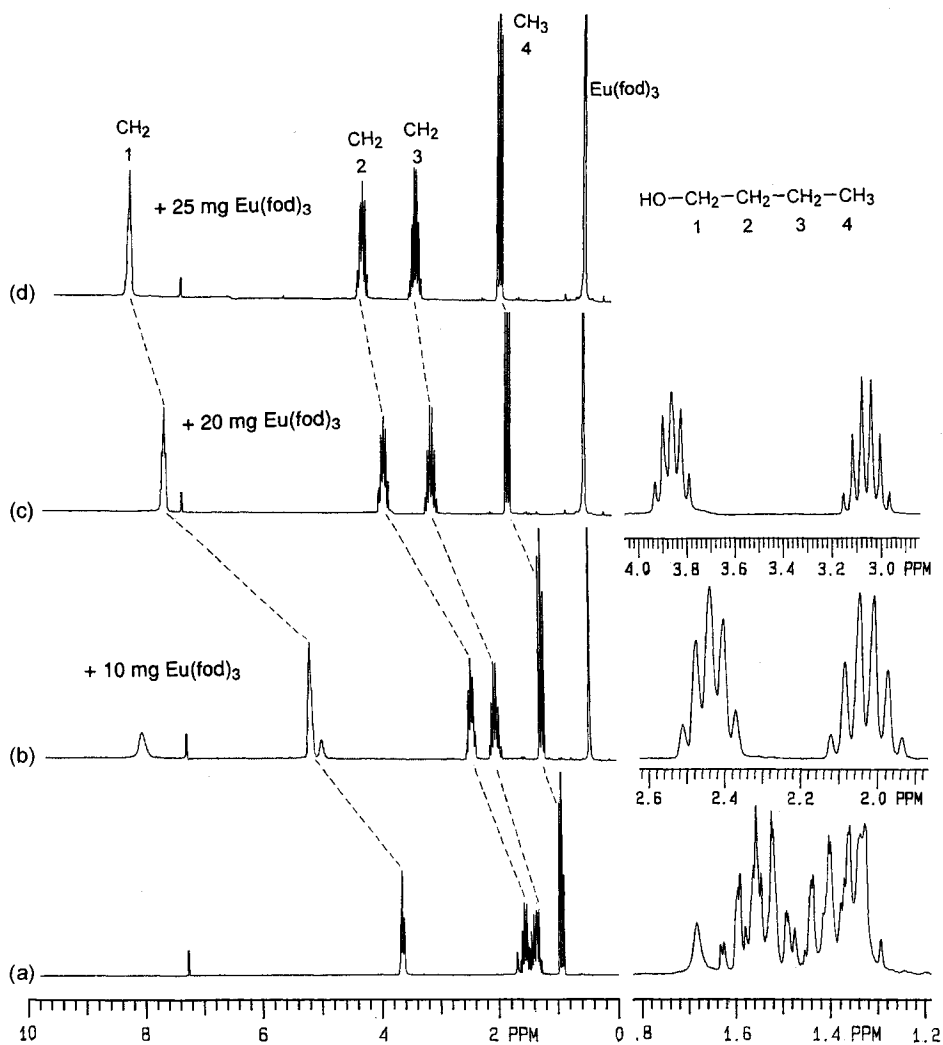 CH3
4
Eu(fod)3
CH2
1
CH2
2
CH2
3
HO—CH2—CH2—CH2—CH3
1 2 3 4
+ 25 mg Eu(fod)3
(d)
+ 20 mg Eu(fod)3
(c)
4.0 3.8 3.6 3.4 3.2 3.0 PPM
+ 10 mg Eu(fod)3
(b)
2.6 2.4 2.2 2.0 PPM
(a)
10 8 6 4 2 PPM 0
.8 1.6 1.4 PPM 1.2